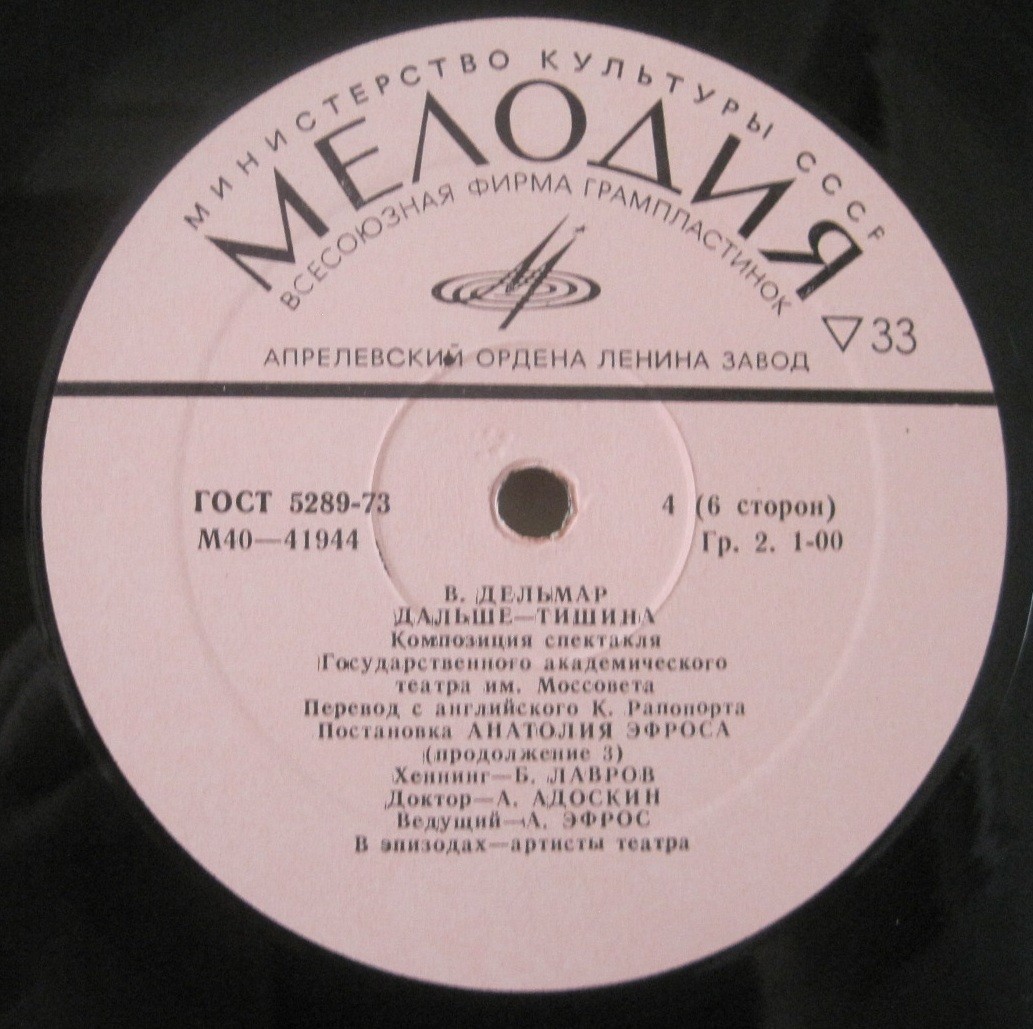 МИНИСТЕРСТВО КУЛЬТУРЫ СССР
МЕЛОДИЯ
ВСЕСОЮЗНАЯ ФИРМА ГРАМПЛАСТИНОК
33
АПРЕЛЕВСКИЙ ОРДЕНА ЛЕНИНА ЗАВОД
ГОСТ 5289-73
М40—41944
4 (6 сторон)
Гр. 2. 1-00
В. ДЕЛЬМАР
ДАЛЬШЕ—ТИШИНА
Композиция спектакля
Государственного академического
театра им. Моссовета
Перевод с английского К. Рапопорта
Постановка АНАТОЛИЯ ЭФРОСА
(продолжение 3)
Хеннинг—Б. ЛАВРОВ
Доктор—А. АДОСКИН
Ведущий—А. ЭФРОС
В эпизодах—артисты театра